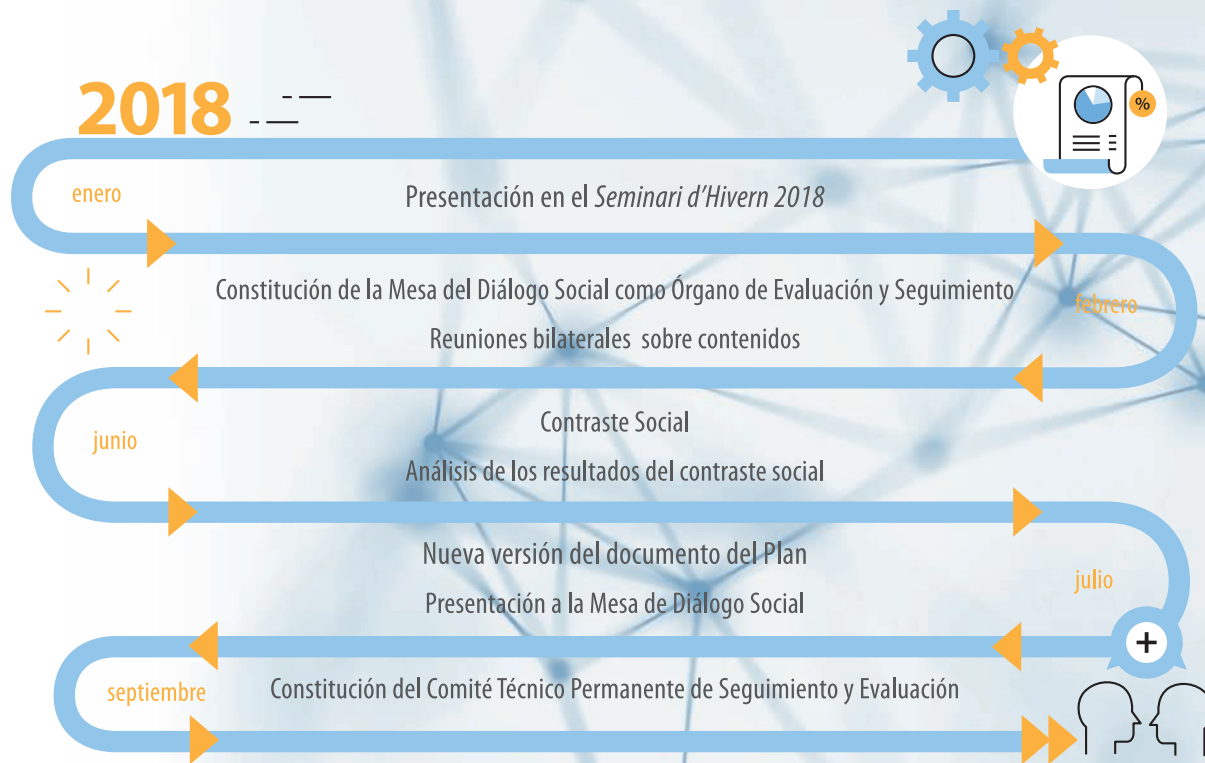 2018
%
enero
Presentación en el Seminari d'Hivern 2018
Constitución de la Mesa del Diálogo Social como Órgano de Evaluación y Seguimiento
febrero
Reuniones bilaterales sobre contenidos
Contraste Social
junio
Análisis de los resultados del contraste social
Nueva versión del documento del Plan
julio
Presentación a la Mesa de Diálogo Social
+
septiembre
Constitución del Comité Técnico Permanente de Seguimiento y Evaluación